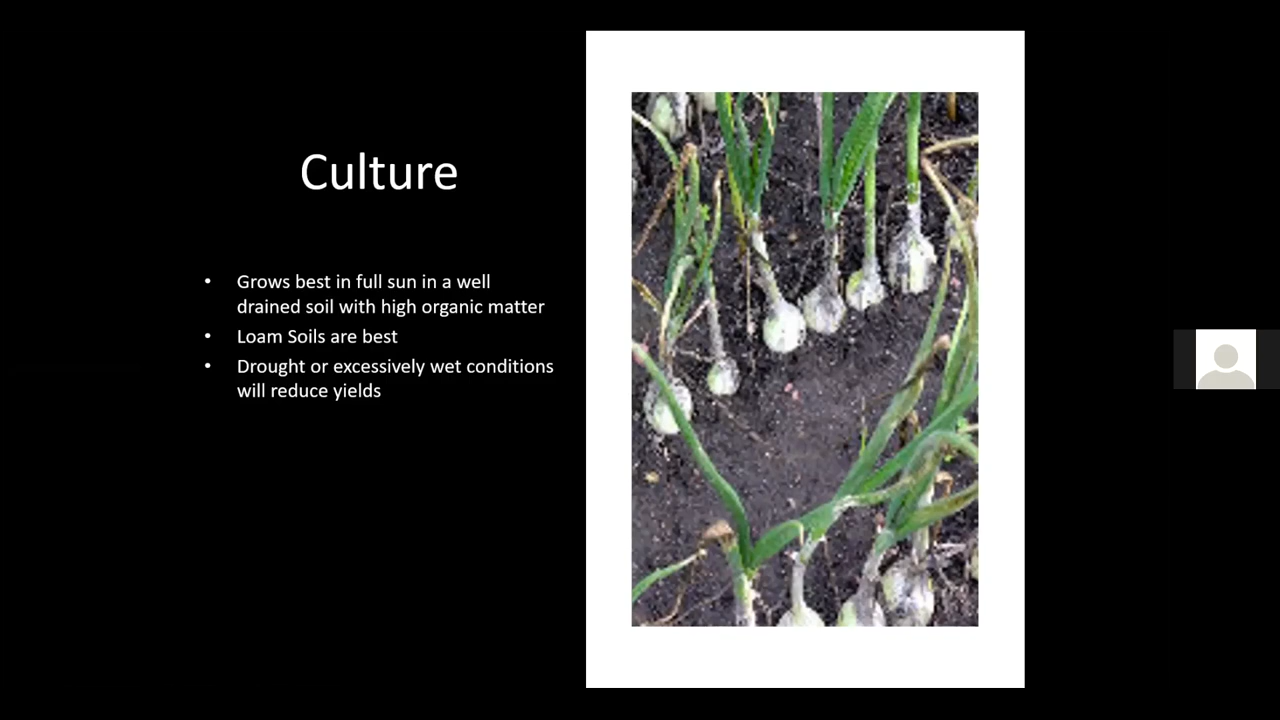 Culture
• Grows best in full sun in a well
drained soil with high organic matter
• Loam Soils are best
• Drought or excessively wet conditions
will reduce yields